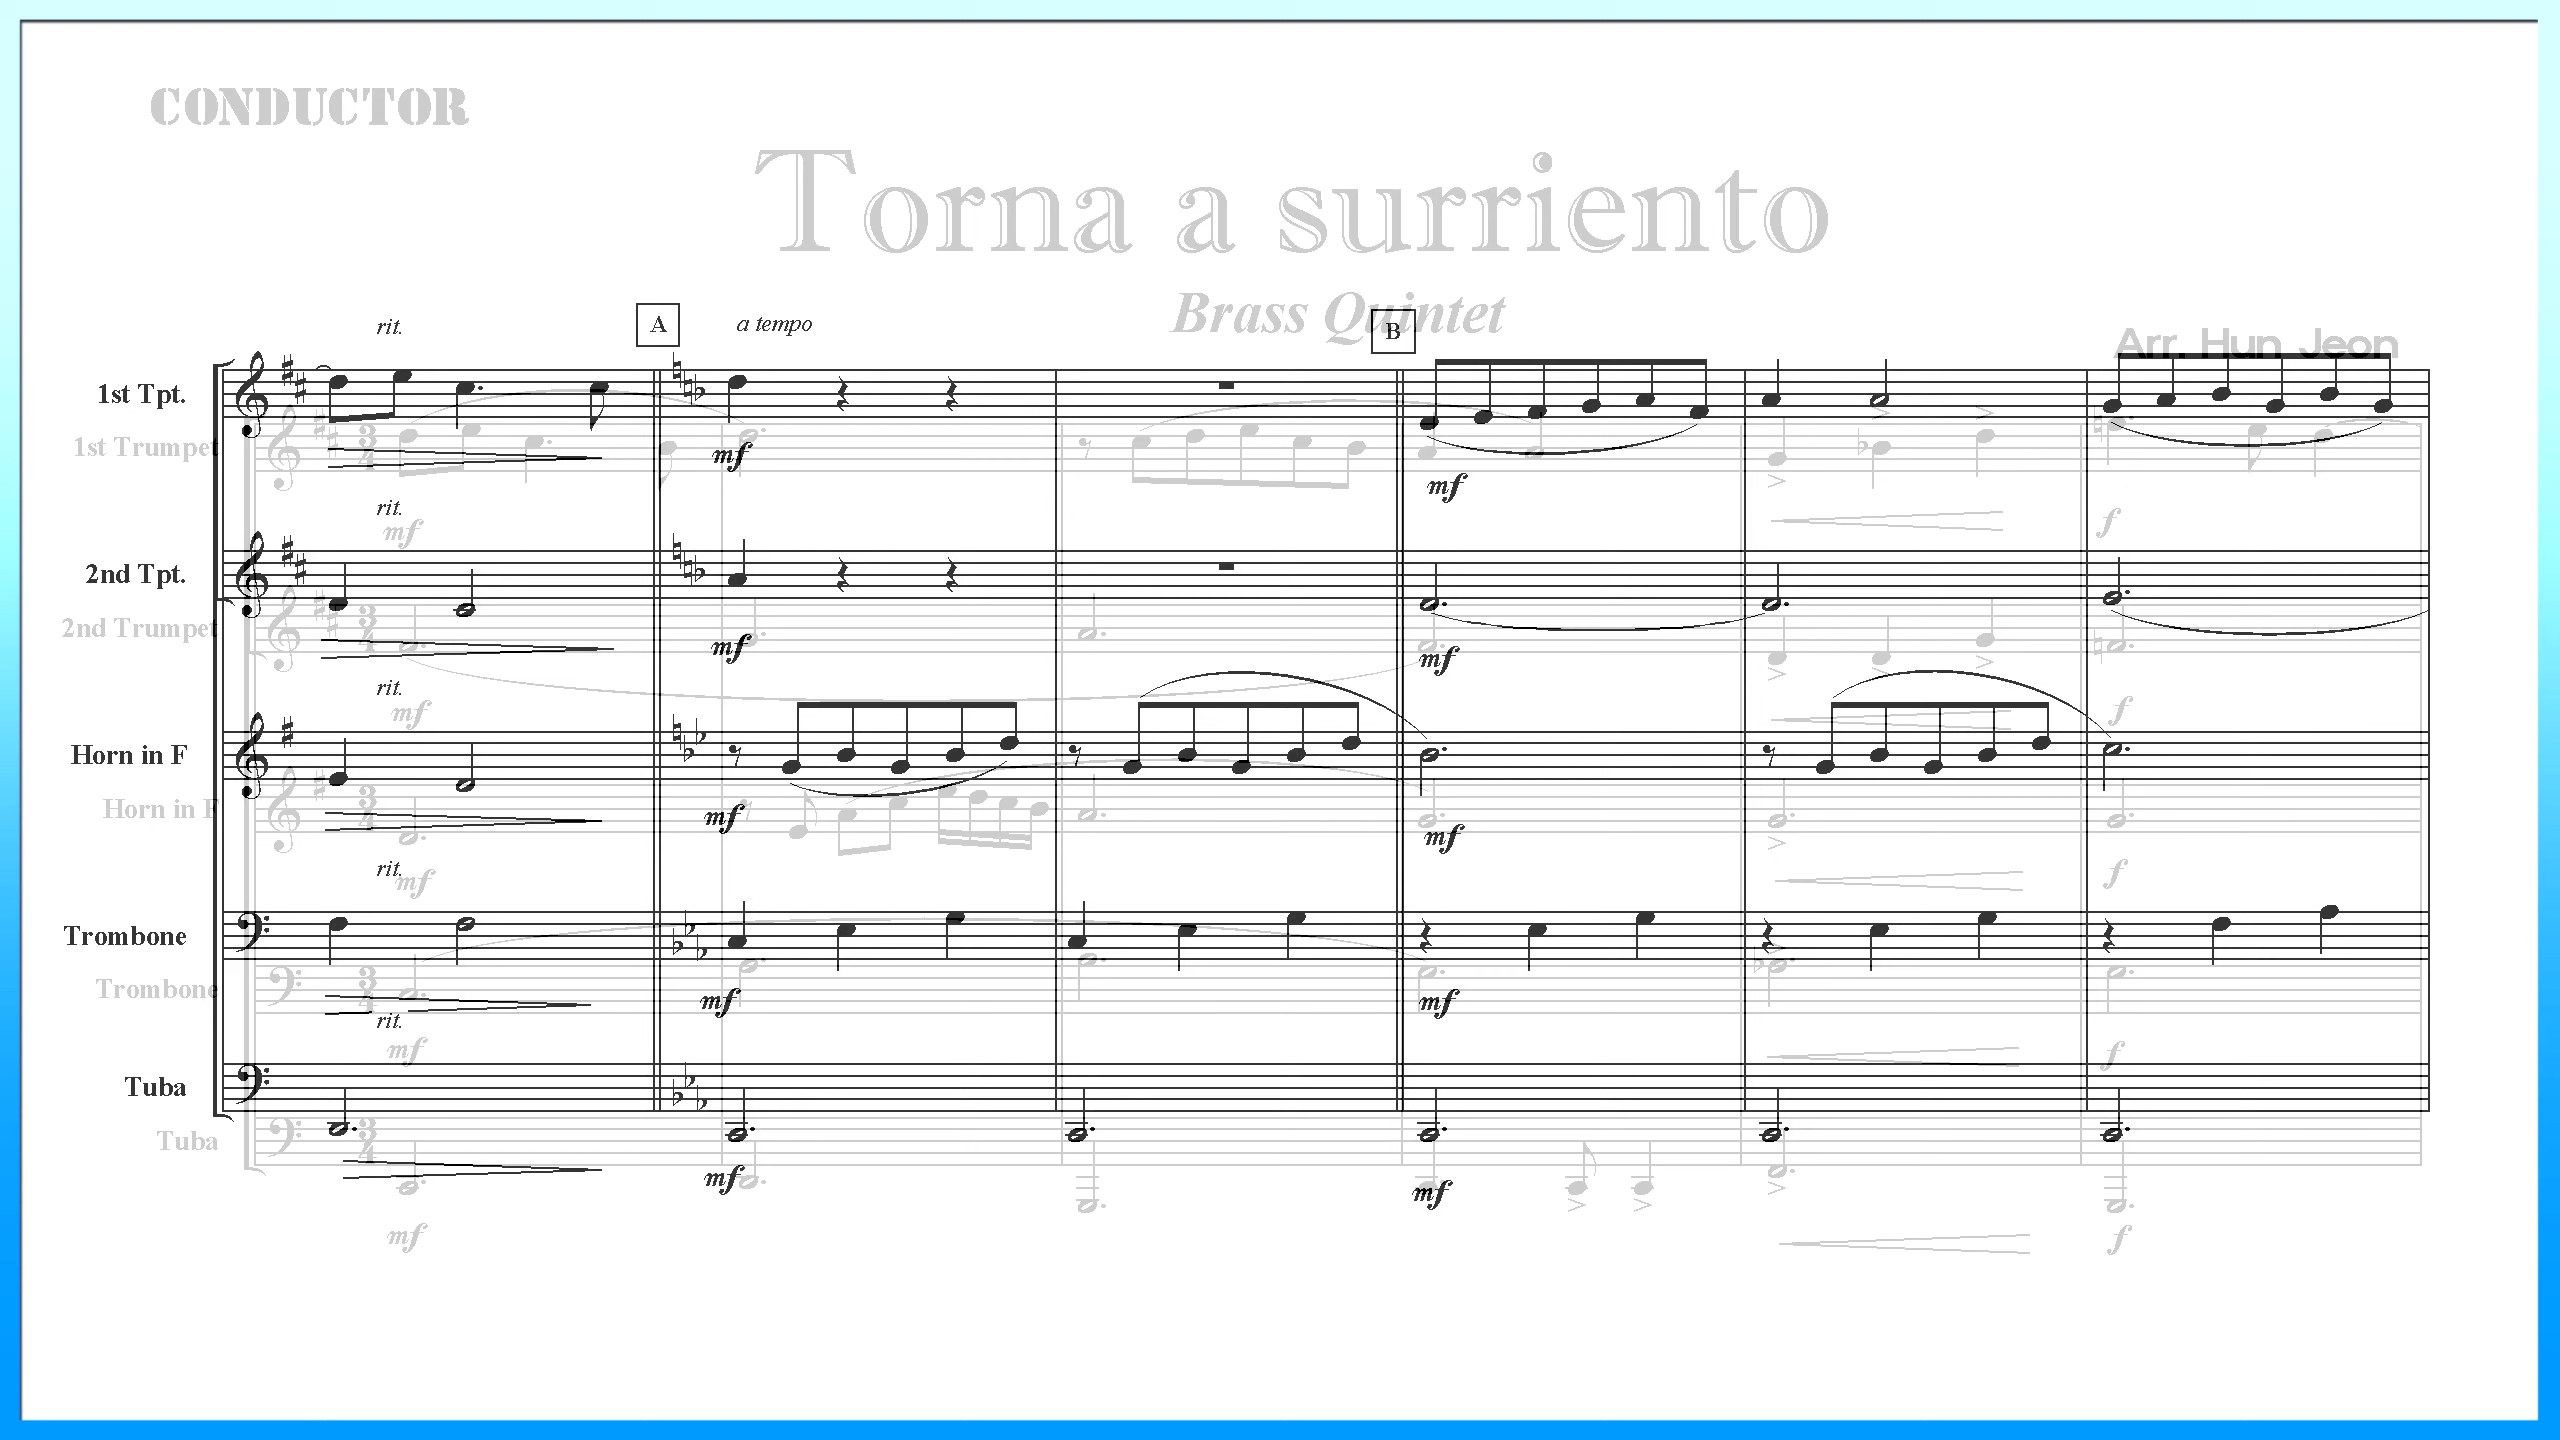 CONDUCTOR
Torna a surriento
Brass Quintet
Arr. Hun Jeon
rit. A a tempo B
1st Tpt.
1st Trumpet
mf
mf
rit.
mf f
2nd Tpt.
2nd Trumpet
mf mf
rit.
mf f
Horn in F
Horn in F
mf mf
rit.
mf f
Trombone
Trombone
mf mf
rit.
mf f
Tuba
Tuba
mf mf
mf f